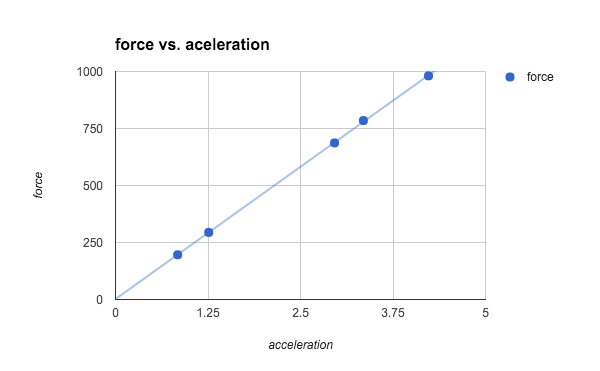 force vs. aceleration
1000
force
750
500
force
250
0
0 1.25 2.5 3.75 5
acceleration